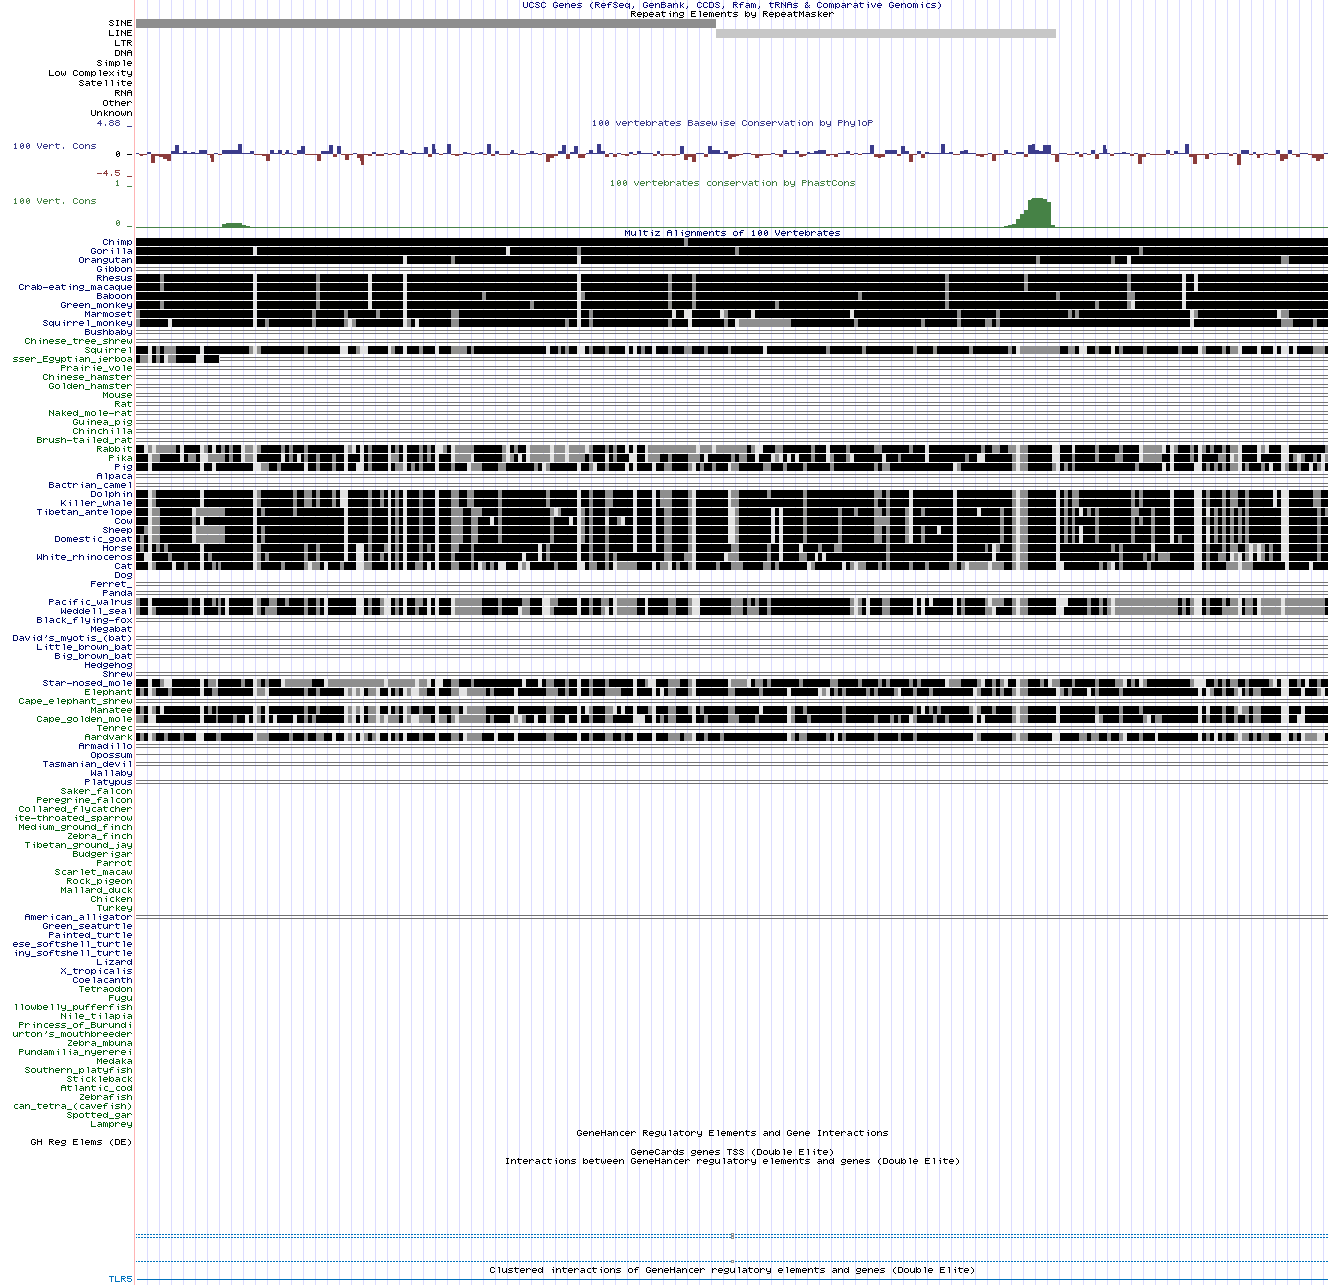 UCSC Genes (RefSeq, GenBank, CCDS, Rfam, tRNAs & Comparative Genomics)
Repeating Elements by RepeatMasker
SINE
LINE
LTR
DNA
Simple
Low Complexity
Satellite
RNA
Other
Unknown
4.88 _
100 vertebrates Basewise Conservation by PhyloP
100 Vert. Cons
0 _
-4.5 _
1 _
100 vertebrates conservation by PhastCons
100 Vert. Cons
0 _
Multiz Alignments of 100 Vertebrates
Chimp
Gorilla
Orangutan
Gibbon
Rhesus
Crab-eating_macaque
Baboon
Green_monkey
Marmoset
Squirrel_monkey
Bushbaby
Chinese_tree_shrew
Squirrel
sser_Egyptian_jerboa
Prairie_vole
Chinese_hamster
Golden_hamster
Mouse
Rat
Naked_mole-rat
Guinea_pig
Chinchilla
Brush-tailed_rat
Rabbit
Pika
Pig
Alpaca
Bactrian_camel
Dolphin
Killer_whale
Tibetan_antelope
Cow
Sheep
Domestic_goat
Horse
White_rhinoceros
Cat
Dog
Ferret_
Panda
Pacific_walrus
Weddell_seal
Black_flying-fox
Megabat
David's_myotis_(bat)
Little_brown_bat
Big_brown_bat
Hedgehog
Shrew
Star-nosed_mole
Elephant
Cape_elephant_shrew
Manatee
Cape_golden_mole
Tenrec
Aardvark
Armadillo
Opossum
Tasmanian_devil
Wallaby
Platypus
Saker_falcon
Peregrine_falcon
Collared_flycatcher
ite-throated_sparrow
Medium_ground_finch
Zebra_finch
Tibetan_ground_jay
Budgerigar
Parrot
Scarlet_macaw
Rock_pigeon
Mallard_duck
Chicken
Turkey
American_alligator
Green_seaturtle
Painted_turtle
ese_softshell_turtle
iny_softshell_turtle
Lizard
X_tropicalis
Coelacanth
Tetraodon
Fugu
llowbelly_pufferfish
Nile_tilapia
Princess_of_Burundi
urton's_mouthbreeder
Zebra_mbuna
Pundamilia_nyererei
Medaka
Southern_platyfish
Stickleback
Atlantic_cod
Zebrafish
can_tetra_(cavefish)
Spotted_gar
Lamprey
GeneHancer Regulatory Elements and Gene Interactions
GH Reg Elems (DE)
GeneCards genes TSS (Double Elite)
Interactions between GeneHancer regulatory elements and genes (Double Elite)
Clustered interactions of GeneHancer regulatory elements and genes (Double Elite)
TLR5